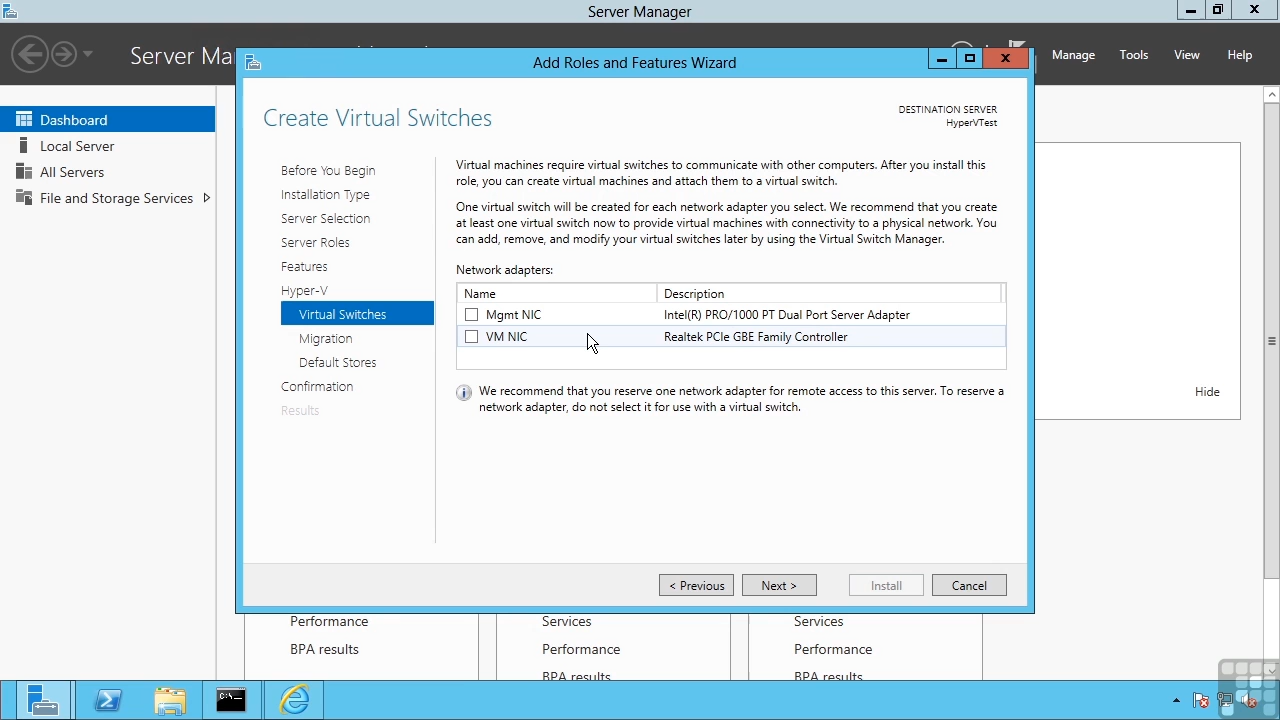 Server Manager
Server Ma
Manage
Tools
View
Help
Dashboard
Local Server
All Servers
File and Storage Services
Add Roles and Features Wizard
Create Virtual Switches
DESTINATION SERVER
HyperVTest
Before You Begin
Installation Type
Server Selection
Server Roles
Features
Hyper-V
Virtual Switches
Migration
Default Stores
Confirmation
Results
Virtual machines require virtual switches to communicate with other computers. After you install this
role, you can create virtual machines and attach them to a virtual switch.
One virtual switch will be created for each network adapter you select. We recommend that you create
at least one virtual switch now to provide virtual machines with connectivity to a physical network. You
can add, remove, and modify your virtual switches later by using the Virtual Switch Manager.
Network adapters:
Name Description
Mgmt NIC Intel(R) PRO/1000 PT Dual Port Server Adapter
VM NIC Realtek PCIe GBE Family Controller
We recommend that you reserve one network adapter for remote access to this server. To reserve a
network adapter, do not select it for use with a virtual switch.
< Previous
Next >
Install
Cancel
Hide
Performance
BPA results
Services
Performance
BPA results
Services
Performance
BPA results